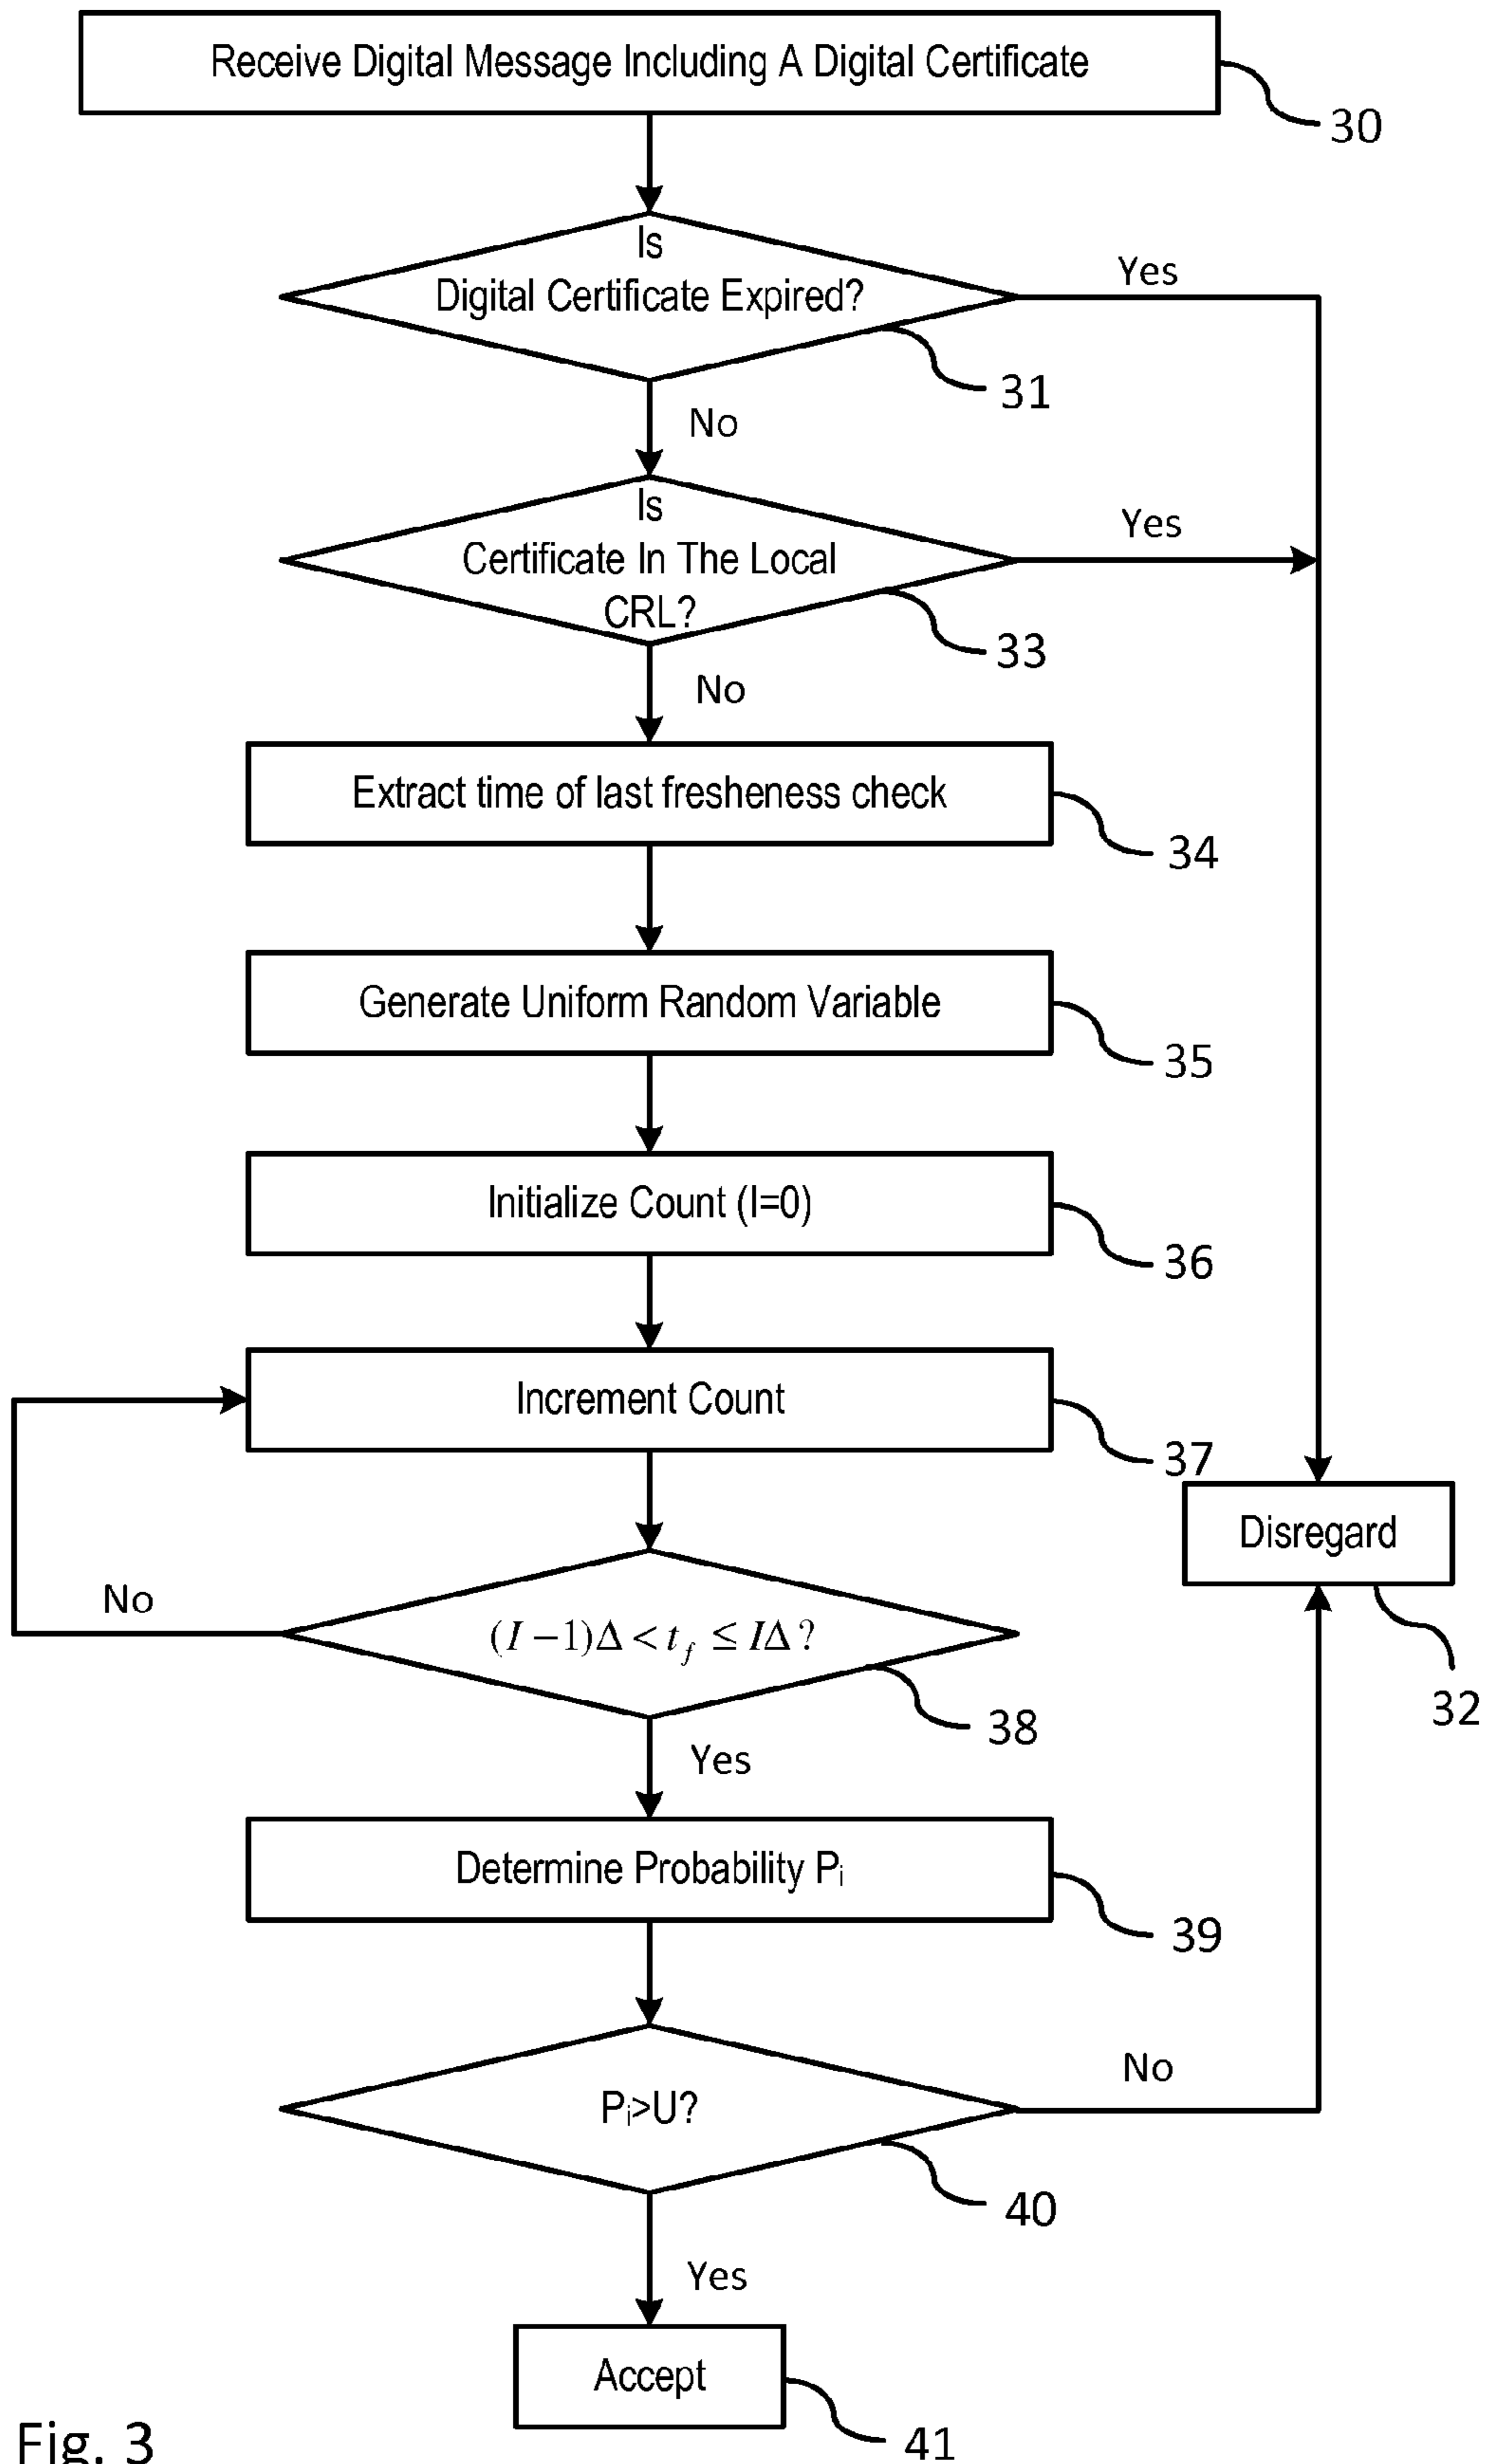 Receive Digital Message Including A Digital Certificate
30
Is
Digital Certificate Expired?
Yes
31
No
Is
Certificate In The Local
CRL?
Yes
33
No
Extract time of last fresheness check
34
Generate Uniform Random Variable
35
Initialize Count (I=0)
36
Increment Count
37
Disregard
32
No
(I−1)Δ < t_f ≤ IΔ?
38
Yes
Determine Probability Pᵢ
39
Pᵢ>U?
No
40
Yes
Accept
41
Fig. 3